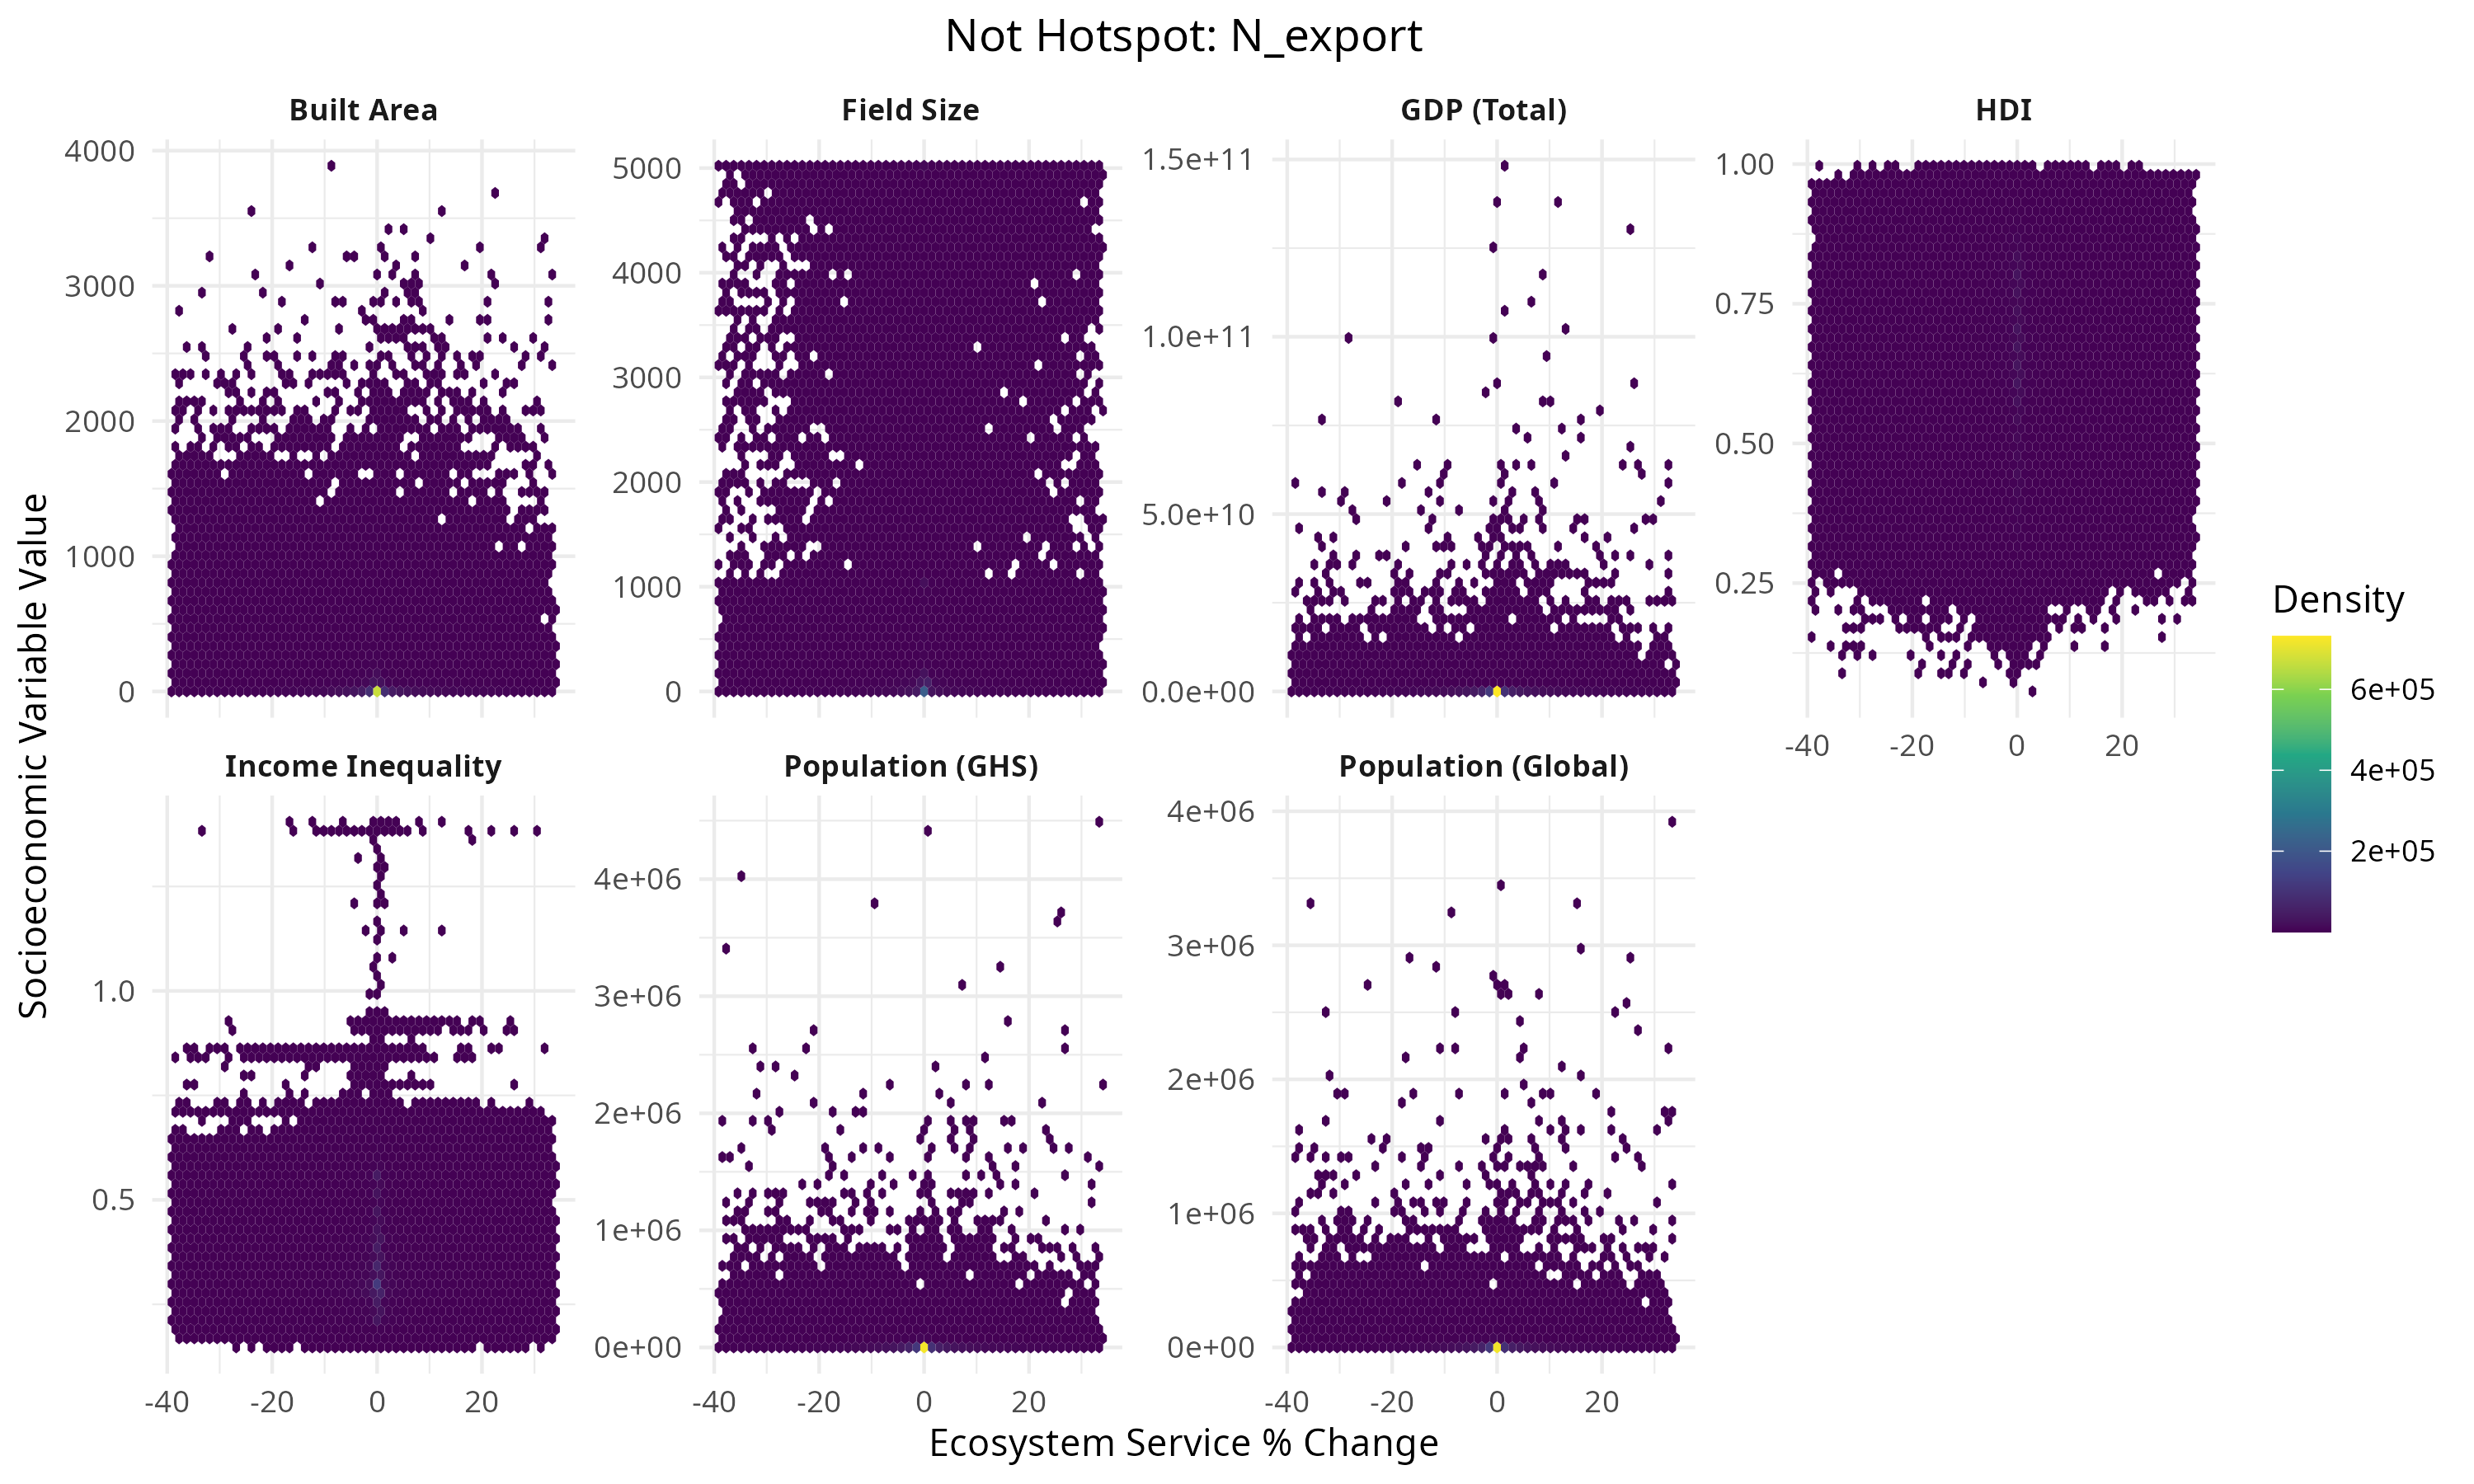 Not Hotspot: N_export
Built Area
Field Size
GDP (Total)
HDI
4000
3000
2000
1000
0
5000
4000
3000
2000
1000
0
1.5e+11
1.0e+11
5.0e+10
0.0e+00
1.00
0.75
0.50
0.25
-40 -20 0 20
Income Inequality
Population (GHS)
Population (Global)
1.0
0.5
4e+06
3e+06
2e+06
1e+06
0e+00
4e+06
3e+06
2e+06
1e+06
0e+00
-40 -20 0 20
-40 -20 0 20
-40 -20 0 20
Ecosystem Service % Change
Socioeconomic Variable Value
Density
6e+05
4e+05
2e+05